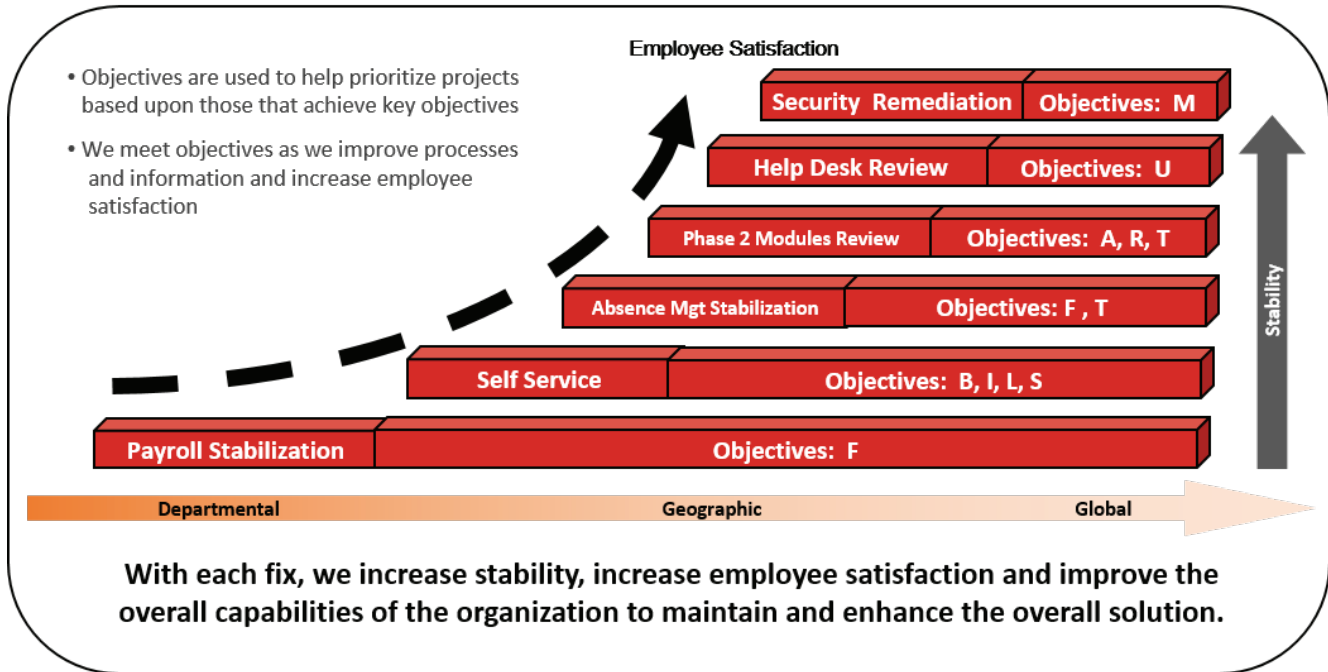 Employee Satisfaction
• Objectives are used to help prioritize projects
based upon those that achieve key objectives
• We meet objectives as we improve processes
and information and increase employee
satisfaction
Security Remediation
Objectives: M
Help Desk Review
Objectives: U
Phase 2 Modules Review
Objectives: A, R, T
Absence Mgt Stabilization
Objectives: F , T
Self Service
Objectives: B, I, L, S
Payroll Stabilization
Objectives: F
Stability
Departmental
Geographic
Global
With each fix, we increase stability, increase employee satisfaction and improve the
overall capabilities of the organization to maintain and enhance the overall solution.